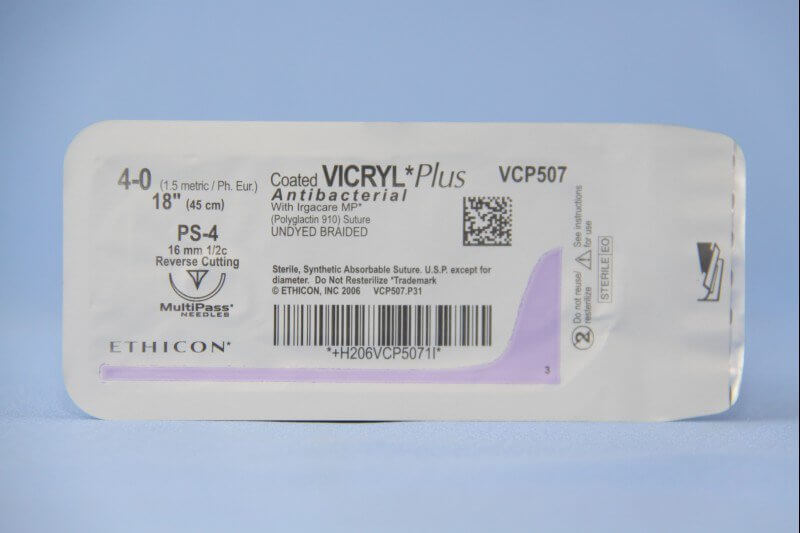 4-0 (1.5 metric / Ph. Eur.)
18" (45 cm)
PS-4
16 mm 1/2c
Reverse Cutting
MultiPass*
NEEDLES
ETHICON*
Coated VICRYL* Plus
Antibacterial
With Irgacare MP*
(Polyglactin 910) Suture
UNDYED BRAIDED
VCP507
Sterile, Synthetic Absorbable Suture. U.S.P. except for
diameter. Do Not Resterilize *Trademark
© ETHICON, INC 2006 VCP507.P31
*+H206VCP5071I*
3
2 Do not reuse/
resterilize
See instructions
for use
STERILE EO